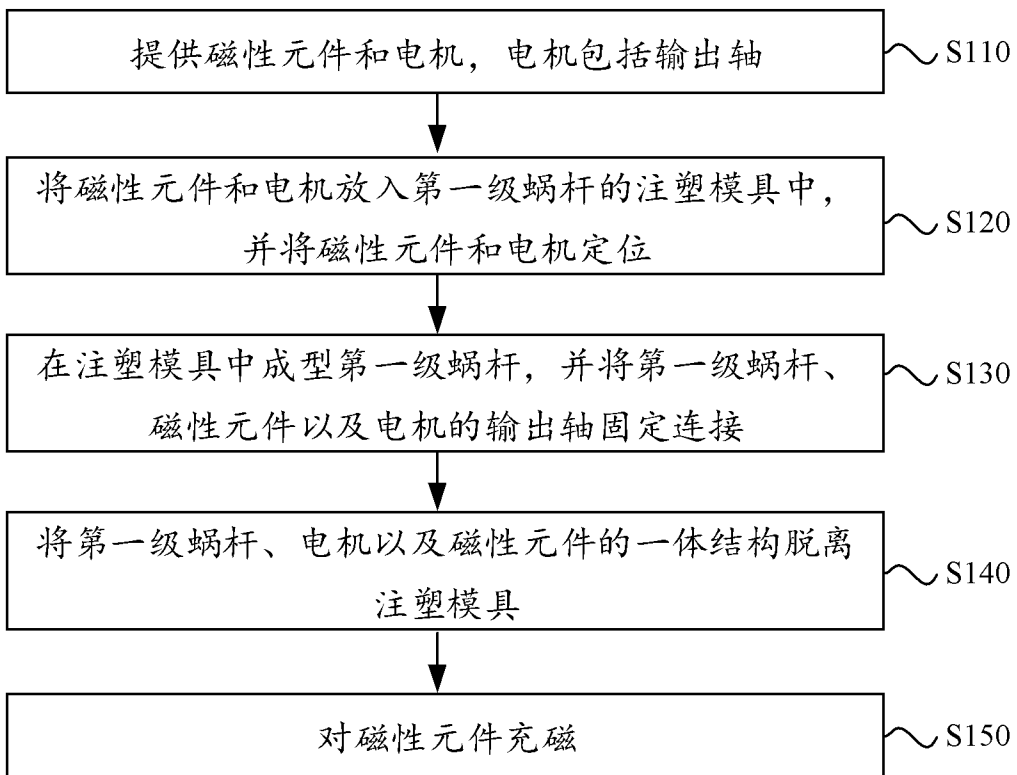 提供磁性元件和电机，电机包括输出轴
S110
将磁性元件和电机放入第一级蜗杆的注塑模具中，
并将磁性元件和电机定位
S120
在注塑模具中成型第一级蜗杆，并将第一级蜗杆、
磁性元件以及电机的输出轴固定连接
S130
将第一级蜗杆、电机以及磁性元件的一体结构脱离
注塑模具
S140
对磁性元件充磁
S150